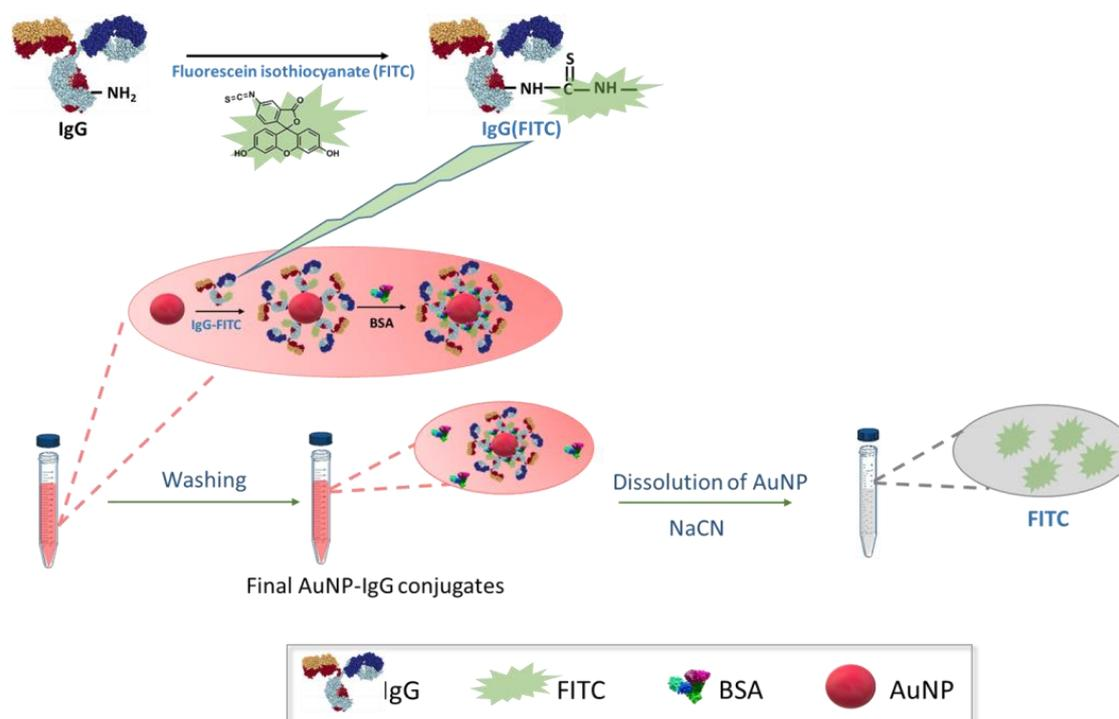 NH₂
IgG
Fluorescein isothiocyanate (FITC)
S=C=N
O
O
HO
O
OH
S
NH
C
NH
IgG(FITC)
IgG-FITC
BSA
Washing
Final AuNP-IgG conjugates
Dissolution of AuNP
NaCN
FITC
IgG
FITC
BSA
AuNP